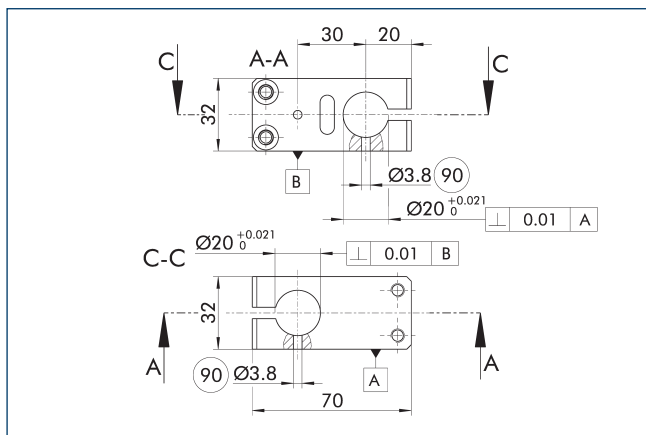 30 20
C A-A C
32
B
Ø3.8 90
Ø20 +0.021 0
⊥ 0.01 A
Ø20 +0.021 0
⊥ 0.01 B
C-C
32
A A
90 Ø3.8
A
70